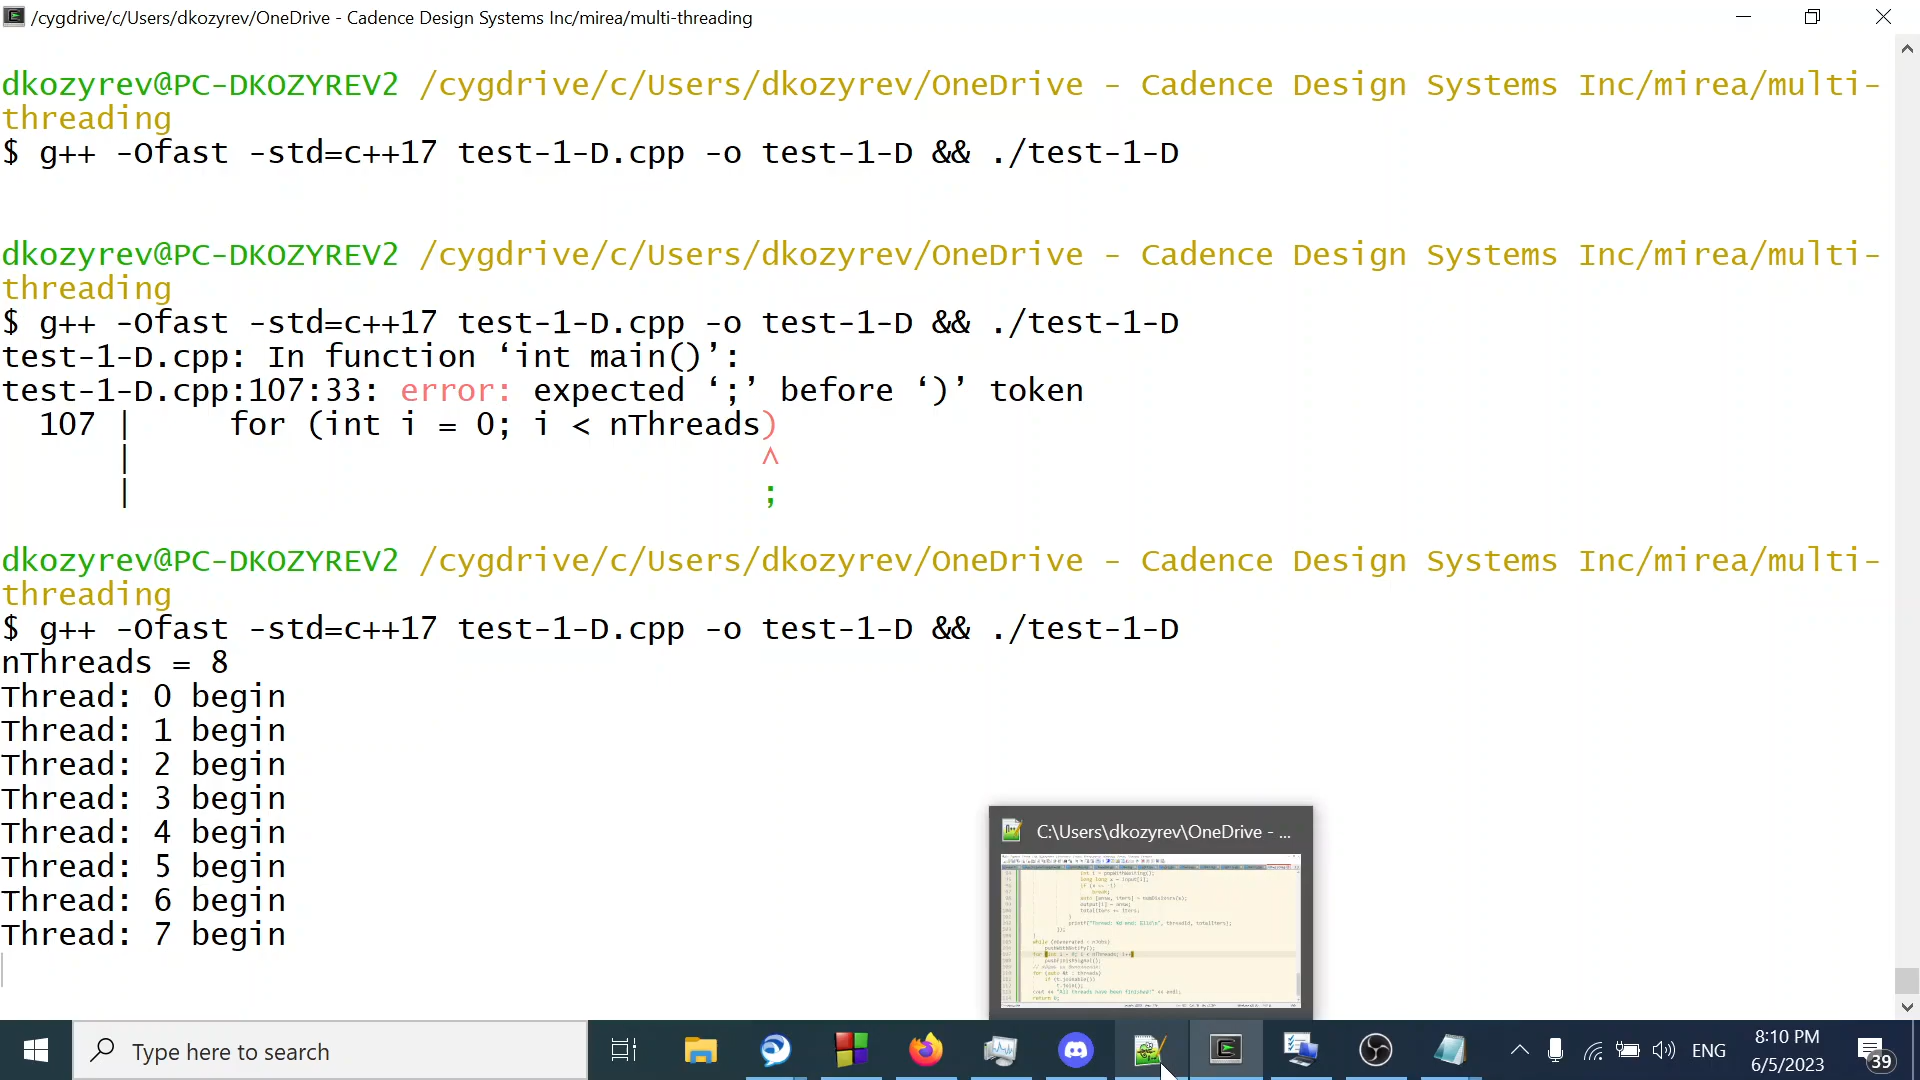 /cygdrive/c/Users/dkozyrev/OneDrive - Cadence Design Systems Inc/mirea/multi-threading
dkozyrev@PC-DKOZYREV2 /cygdrive/c/Users/dkozyrev/OneDrive - Cadence Design Systems Inc/mirea/multi-
threading
$ g++ -Ofast -std=c++17 test-1-D.cpp -o test-1-D && ./test-1-D
dkozyrev@PC-DKOZYREV2 /cygdrive/c/Users/dkozyrev/OneDrive - Cadence Design Systems Inc/mirea/multi-
threading
$ g++ -Ofast -std=c++17 test-1-D.cpp -o test-1-D && ./test-1-D
test-1-D.cpp: In function ‘int main()’:
test-1-D.cpp:107:33: error: expected ‘;’ before ‘)’ token
107 | for (int i = 0; i < nThreads)
| ^
| ;
dkozyrev@PC-DKOZYREV2 /cygdrive/c/Users/dkozyrev/OneDrive - Cadence Design Systems Inc/mirea/multi-
threading
$ g++ -Ofast -std=c++17 test-1-D.cpp -o test-1-D && ./test-1-D
nThreads = 8
Thread: 0 begin
Thread: 1 begin
Thread: 2 begin
Thread: 3 begin
Thread: 4 begin
Thread: 5 begin
Thread: 6 begin
Thread: 7 begin
C:\Users\dkozyrev\OneDrive - ...
Type here to search
ENG
8:10 PM
6/5/2023
39